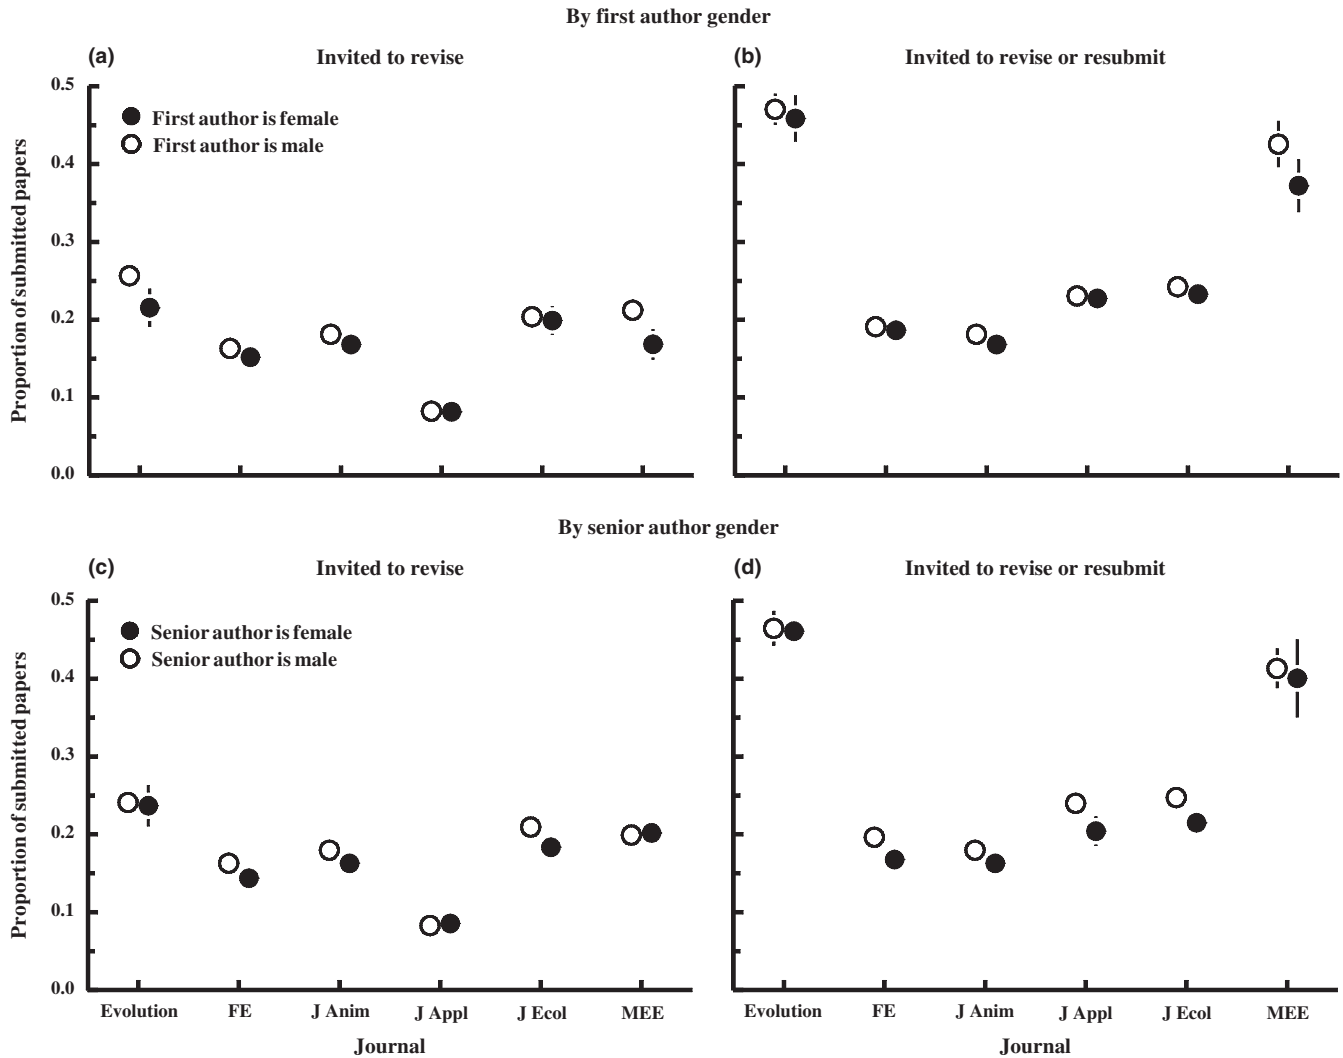 By first author gender
(a) Invited to revise
(b) Invited to revise or resubmit
Proportion of submitted papers
0.5
0.4
0.3
0.2
0.1
0.0
First author is female
First author is male
By senior author gender
(c) Invited to revise
(d) Invited to revise or resubmit
Proportion of submitted papers
0.5
0.4
0.3
0.2
0.1
0.0
Senior author is female
Senior author is male
Evolution FE J Anim J Appl J Ecol MEE
Journal
Evolution FE J Anim J Appl J Ecol MEE
Journal